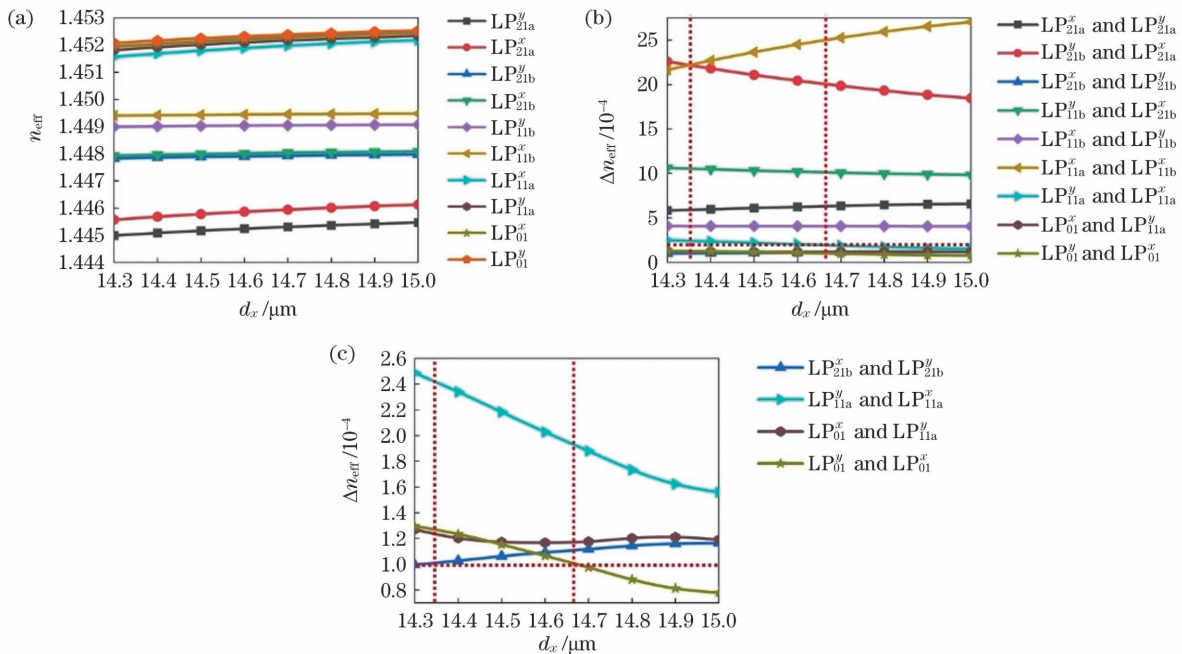 (a)
1.453
1.452
1.451
1.450
1.449
1.448
1.447
1.446
1.445
1.444
n_eff
14.3 14.4 14.5 14.6 14.7 14.8 14.9 15.0
d_x /μm
LP^y_21a
LP^x_21a
LP^y_21b
LP^x_21b
LP^y_11b
LP^x_11b
LP^x_11a
LP^y_11a
LP^x_01
LP^y_01
(b)
25
20
15
10
5
0
Δn_eff /10^-4
14.3 14.4 14.5 14.6 14.7 14.8 14.9 15.0
d_x /μm
LP^x_21a and LP^y_21a
LP^y_21b and LP^x_21a
LP^x_21b and LP^y_21b
LP^y_11b and LP^x_21b
LP^x_11b and LP^y_11b
LP^x_11a and LP^x_11b
LP^y_11a and LP^x_11a
LP^x_01 and LP^y_11a
LP^y_01 and LP^x_01
(c)
2.6
2.4
2.2
2.0
1.8
1.6
1.4
1.2
1.0
0.8
Δn_eff /10^-4
14.3 14.4 14.5 14.6 14.7 14.8 14.9 15.0
d_x /μm
LP^x_21b and LP^y_21b
LP^y_11a and LP^x_11a
LP^x_01 and LP^y_11a
LP^y_01 and LP^x_01